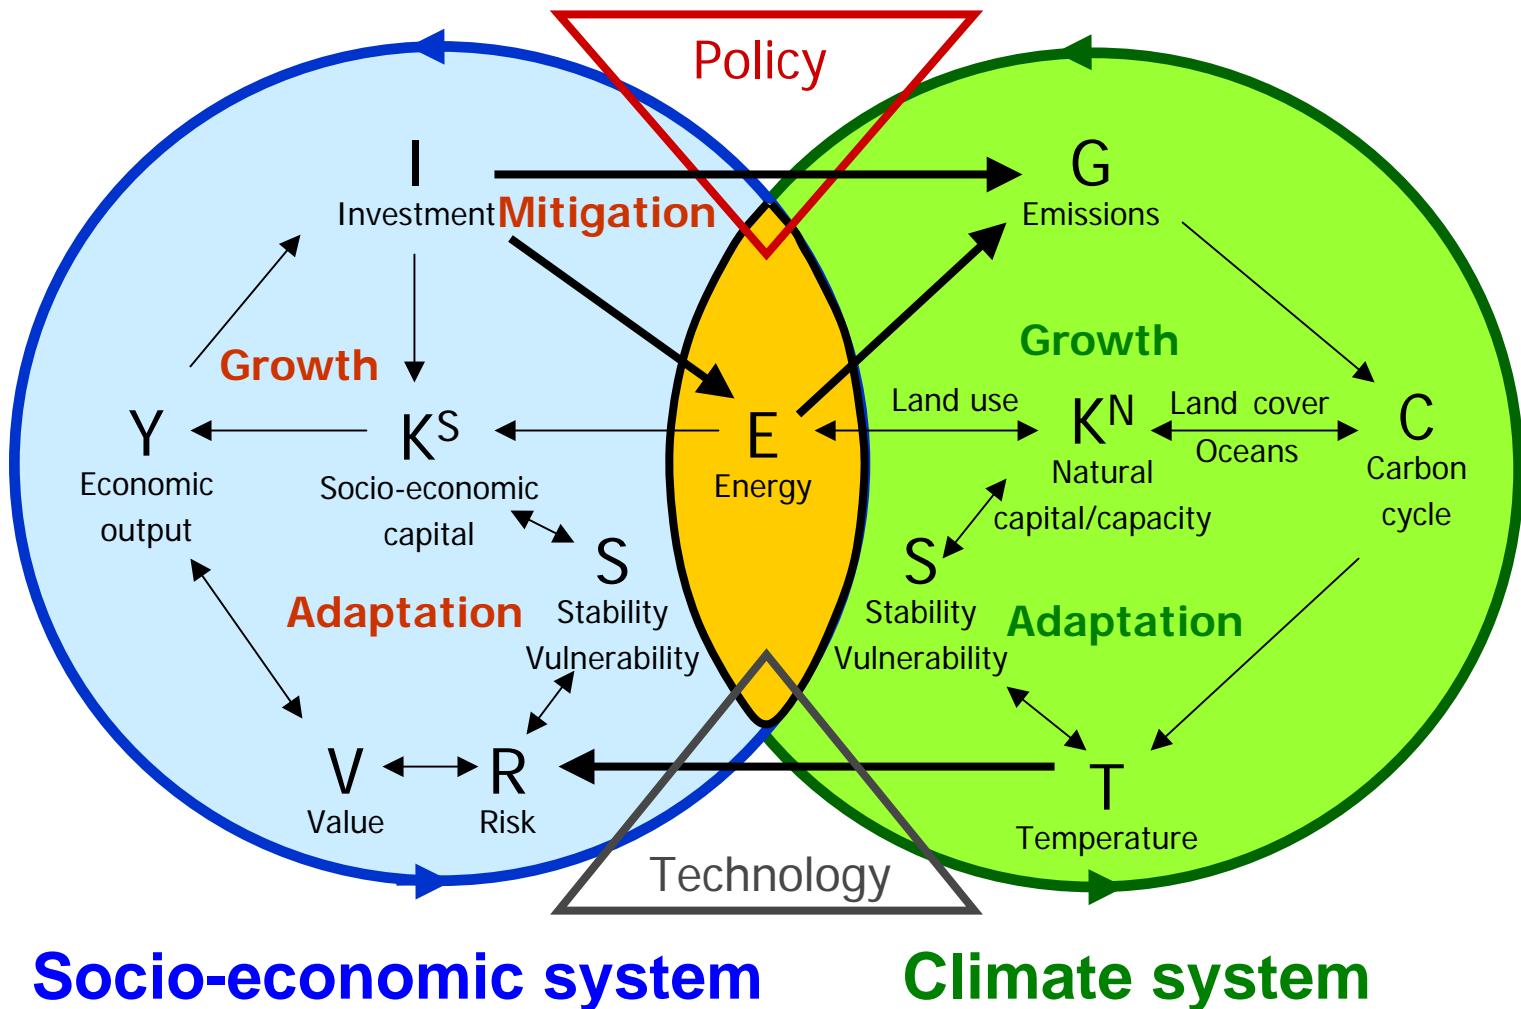 Policy
I
Investment
Mitigation
G
Emissions
Growth
Growth
Y
Economic
output
K^S
Socio-economic
capital
E
Energy
Land use
K^N
Natural
capital/capacity
Land cover
Oceans
C
Carbon
cycle
Adaptation
S
Stability
Vulnerability
S
Stability
Vulnerability
Adaptation
V
Value
R
Risk
T
Temperature
Technology
Socio-economic system
Climate system